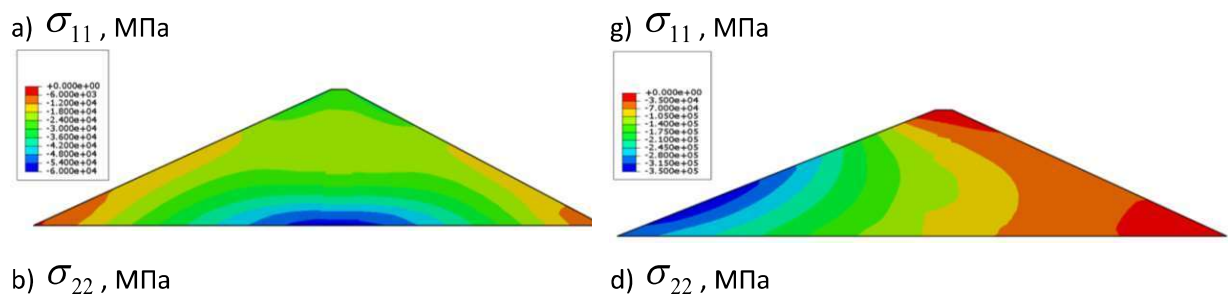 a) σ11 , МПа
g) σ11 , МПа
+0.000e+00
-6.000e+03
-1.200e+04
-1.800e+04
-2.400e+04
-3.000e+04
-3.600e+04
-4.200e+04
-4.800e+04
-5.400e+04
-6.000e+04
+0.000e+00
-3.500e+04
-7.000e+04
-1.050e+05
-1.400e+05
-1.750e+05
-2.100e+05
-2.450e+05
-2.800e+05
-3.150e+05
-3.500e+05
b) σ22 , МПа
d) σ22 , МПа